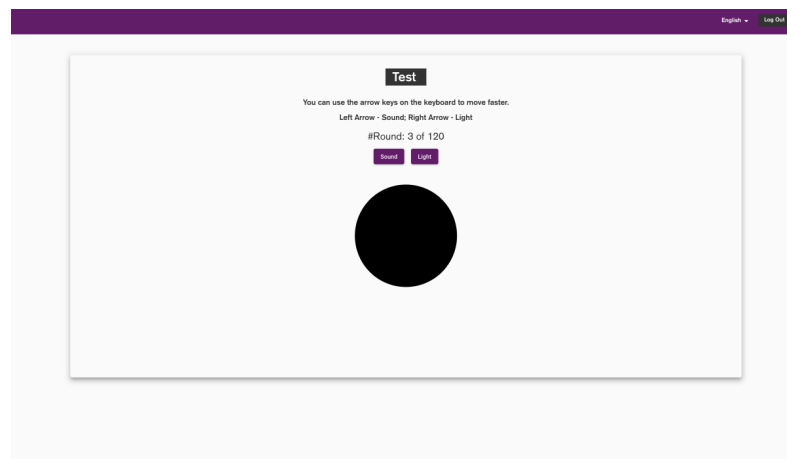 English
Log Out
Test
You can use the arrow keys on the keyboard to move faster.
Left Arrow - Sound; Right Arrow - Light
#Round: 3 of 120
Sound
Light